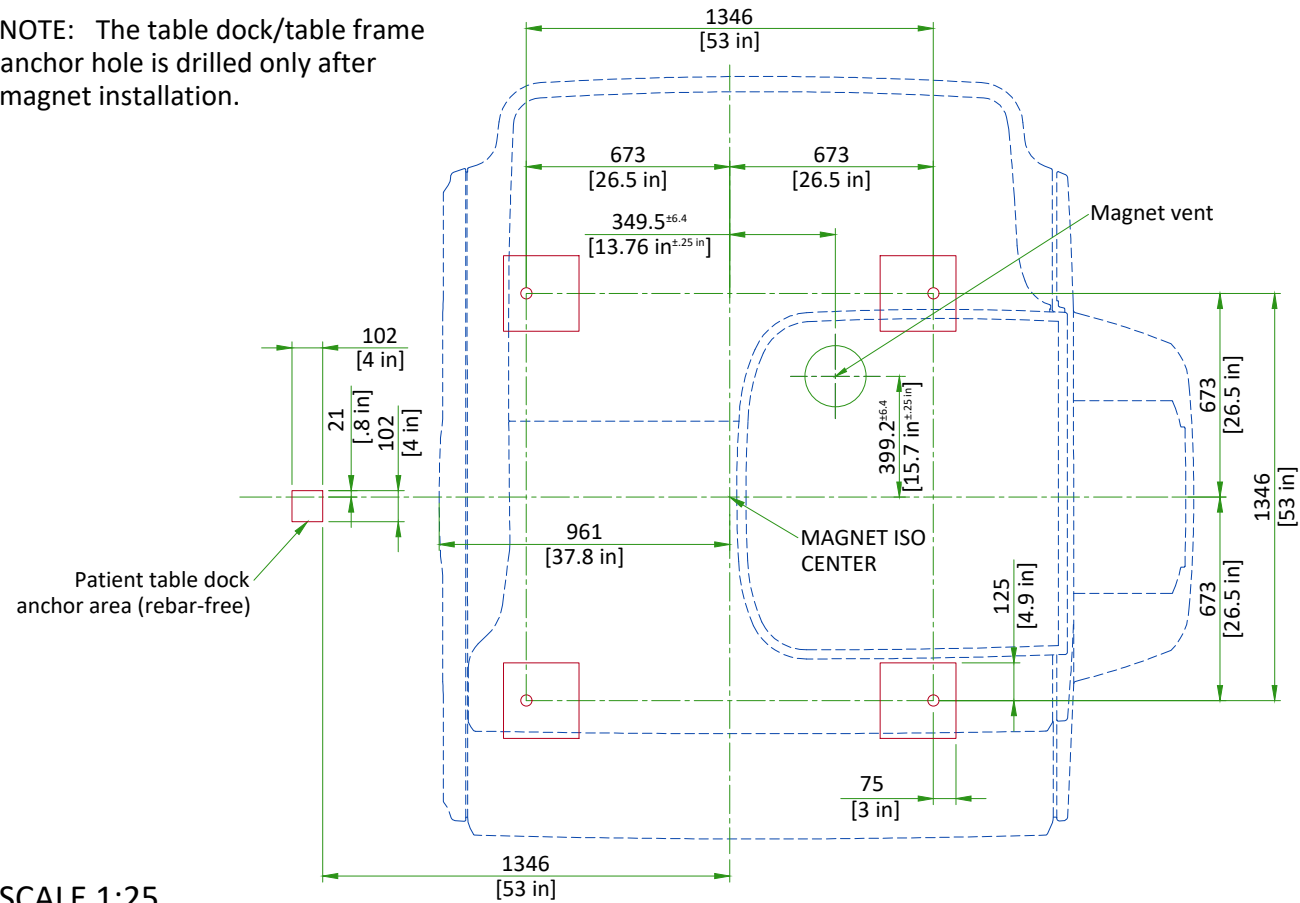 NOTE: The table dock/table frame
anchor hole is drilled only after
magnet installation.
1346
[53 in]
673
[26.5 in]
673
[26.5 in]
349.5±6.4
[13.76 in±.25 in]
Magnet vent
102
[4 in]
21
[.8 in]
102
[4 in]
399.2±6.4
[15.7 in±.25 in]
673
[26.5 in]
1346
[53 in]
961
[37.8 in]
MAGNET ISO
CENTER
Patient table dock
anchor area (rebar-free)
125
[4.9 in]
673
[26.5 in]
75
[3 in]
1346
[53 in]
SCALE 1:25